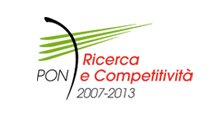 Ricerca
PON e Competitività
2007-2013